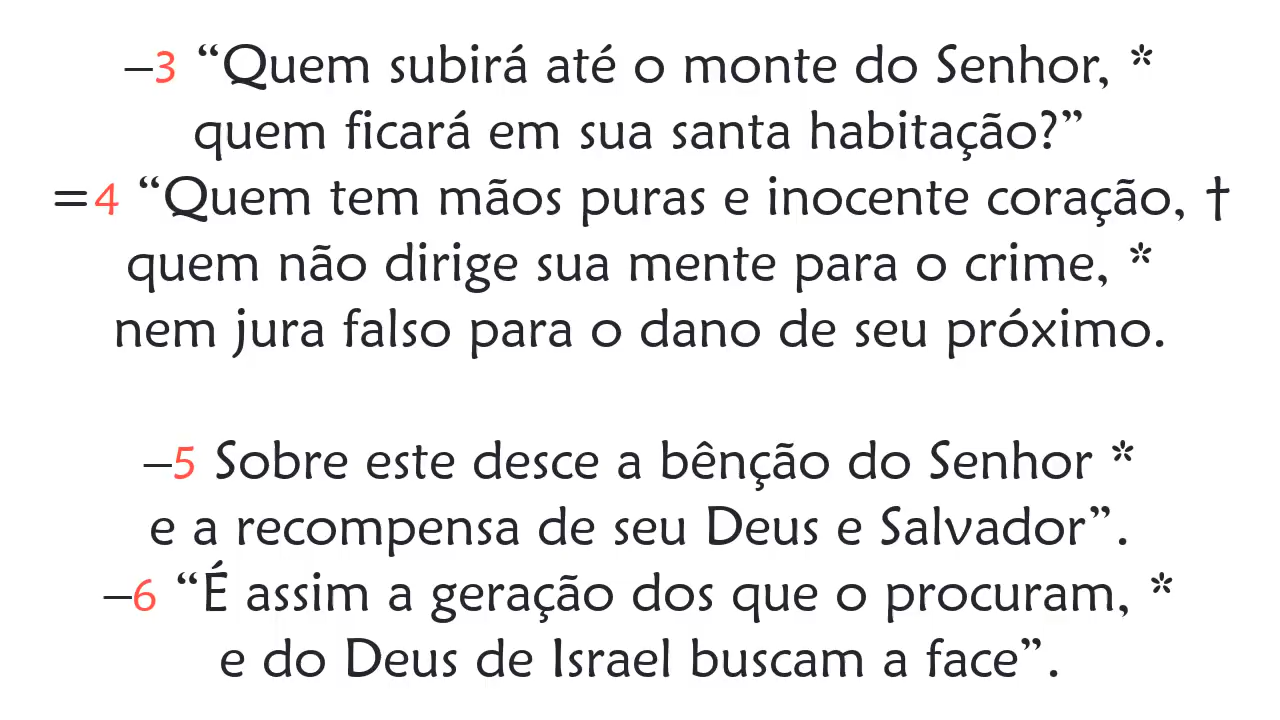 –3 “Quem subirá até o monte do Senhor, *
quem ficará em sua santa habitação?”
=4 “Quem tem mãos puras e inocente coração, †
quem não dirige sua mente para o crime, *
nem jura falso para o dano de seu próximo.
–5 Sobre este desce a bênção do Senhor *
e a recompensa de seu Deus e Salvador”.
–6 “É assim a geração dos que o procuram, *
e do Deus de Israel buscam a face”.